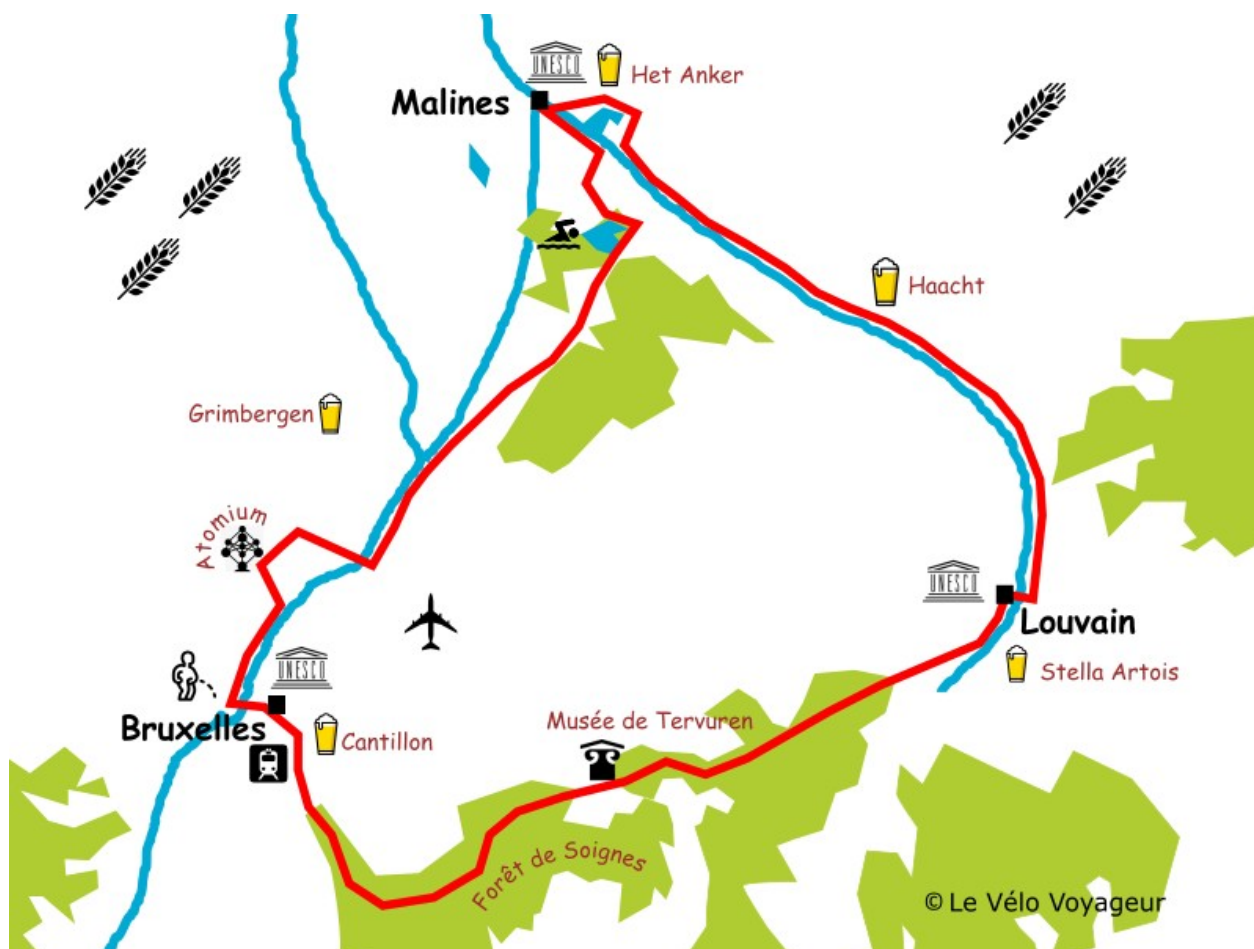 UNESCO
Het Anker
Malines
Haacht
Grimbergen
Atomium
UNESCO
Louvain
UNESCO
Stella Artois
Bruxelles
Cantillon
Musée de Tervuren
Forêt de Soignes
© Le Vélo Voyageur